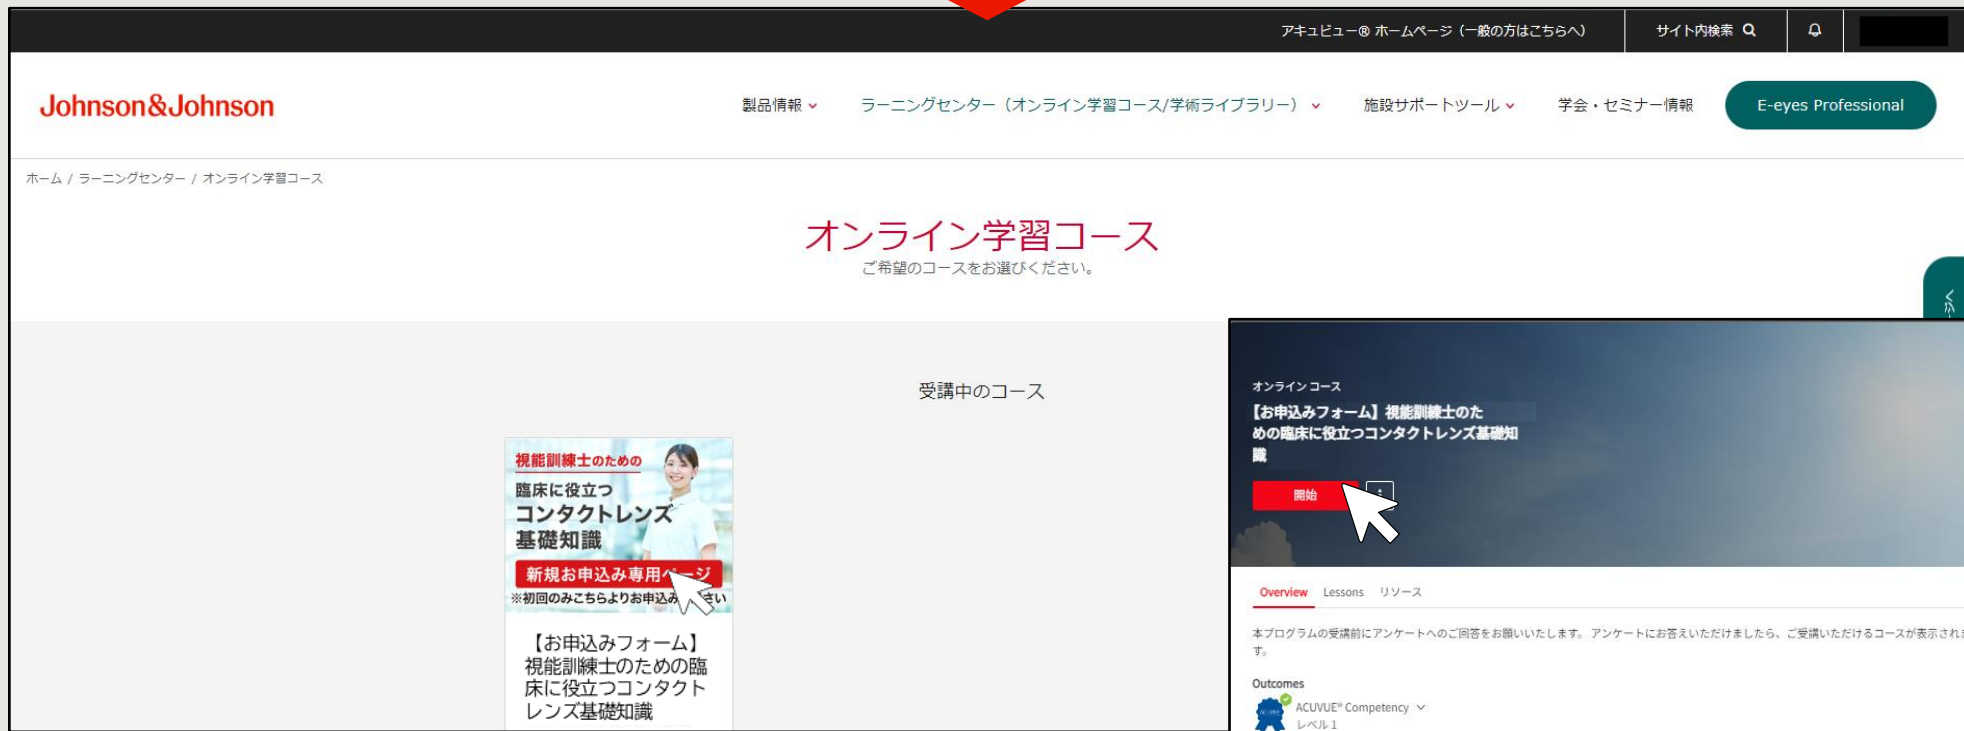 アキュビュー® ホームページ（一般の方はこちらへ）
サイト内検索
Johnson&Johnson
製品情報
ラーニングセンター（オンライン学習コース/学術ライブラリー）
施設サポートツール
学会・セミナー情報
E-eyes Professional
ホーム / ラーニングセンター / オンライン学習コース
オンライン学習コース
ご希望のコースをお選びください。
受講中のコース
視能訓練士のための
臨床に役立つ
コンタクトレンズ
基礎知識
新規お申込み専用ページ
※初回のみこちらよりお申込み さい
【お申込みフォーム】
視能訓練士のための臨
床に役立つコンタクト
レンズ基礎知識
オンライン コース
【お申込みフォーム】視能訓練士のた
めの臨床に役立つコンタクトレンズ基礎知
識
開始
Overview Lessons リソース
本プログラムの受講前にアンケートへのご回答をお願いいたします。 アンケートにお答えいただけましたら、ご受講いただけるコースが表示されま
す。
Outcomes
ACUVUE® Competency
レベル 1